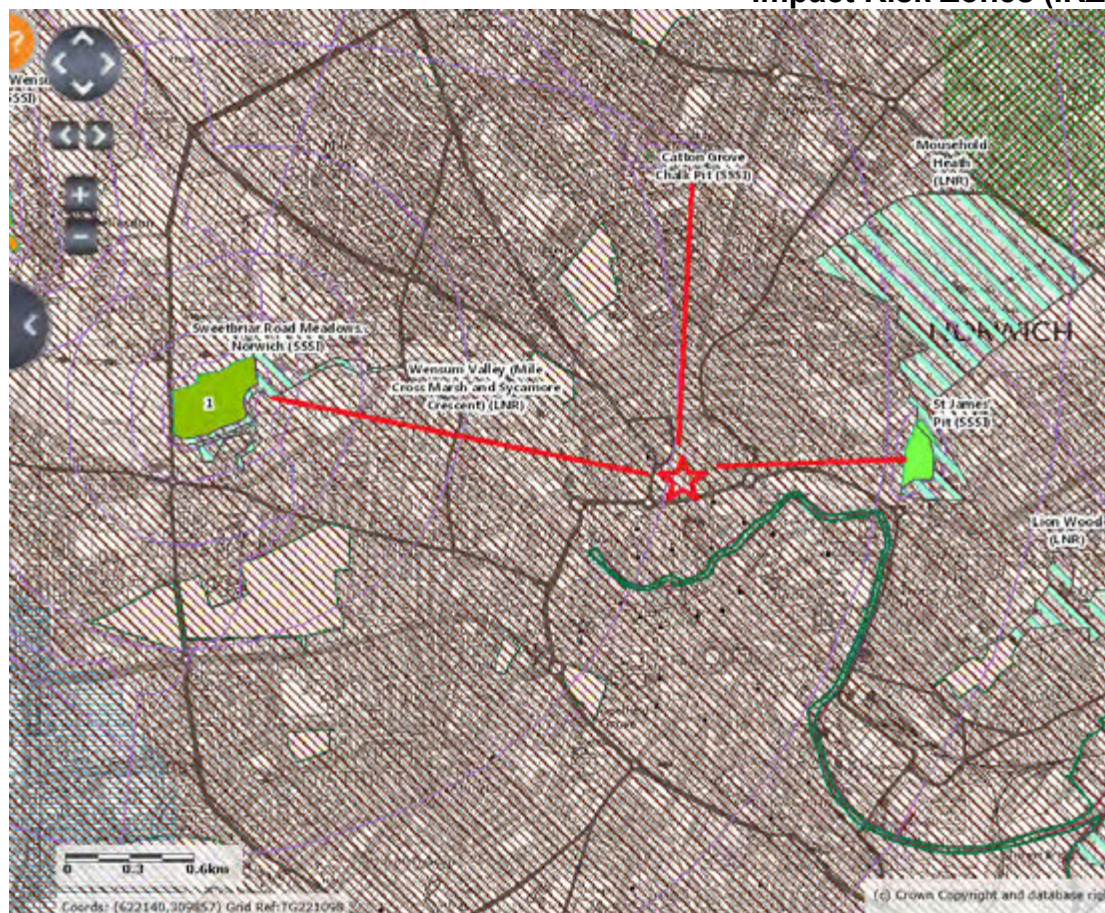 Impact Risk Zones (IRZ
?
Wensu
SSI)
Catton Grove
Chalk Pit (SSSI)
Mousehold
Heath
(LNR)
NORWICH
Sweetbriar Road Meadows,
Norwich (SSSI)
1
Wensum Valley (Mile
Cross Marsh and Sycamore
Crescent) (LNR)
St James'
Pit (SSSI)
Lion Wood
(LNR)
0 0.3 0.6km
Coords: (622140,309857) Grid Ref:TG221098
(c) Crown Copyright and database rig